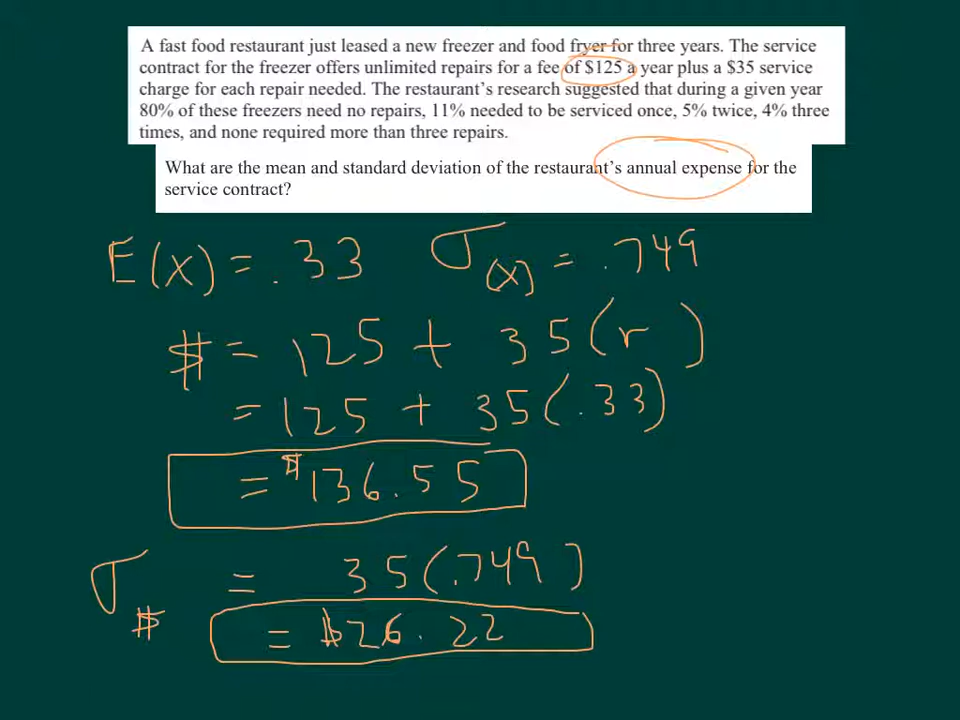 A fast food restaurant just leased a new freezer and food fryer for three years. The service
contract for the freezer offers unlimited repairs for a fee of $125 a year plus a $35 service
charge for each repair needed. The restaurant's research suggested that during a given year
80% of these freezers need no repairs, 11% needed to be serviced once, 5% twice, 4% three
times, and none required more than three repairs.
What are the mean and standard deviation of the restaurant's annual expense for the
service contract?
E(x) = .33 σ(x) = .749
$ = 125 + 35(r )
= 125 + 35(.33)
= $136.55
σ$ = 35(.749)
= $26.22